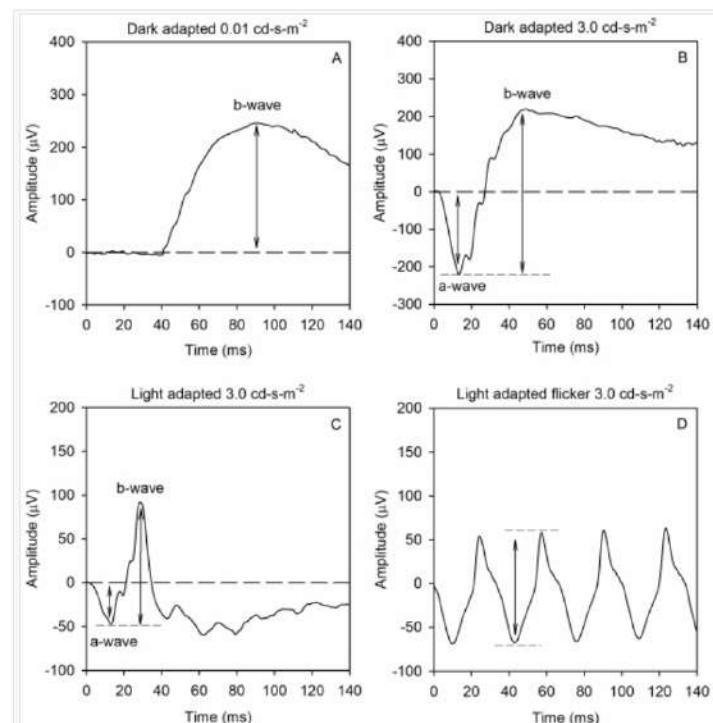 Dark adapted 0.01 cd-s-m-2
A
400
300
200
100
0
-100
Amplitude (µV)
b-wave
0 20 40 60 80 100 120 140
Time (ms)
Dark adapted 3.0 cd-s-m-2
B
400
300
200
100
0
-100
-200
-300
Amplitude (µV)
b-wave
a-wave
0 20 40 60 80 100 120 140
Time (ms)
Light adapted 3.0 cd-s-m-2
C
200
150
100
50
0
-50
-100
Amplitude (µV)
b-wave
a-wave
0 20 40 60 80 100 120 140
Time (ms)
Light adapted flicker 3.0 cd-s-m-2
D
200
150
100
50
0
-50
-100
Amplitude (µV)
0 20 40 60 80 100 120 140
Time (ms)